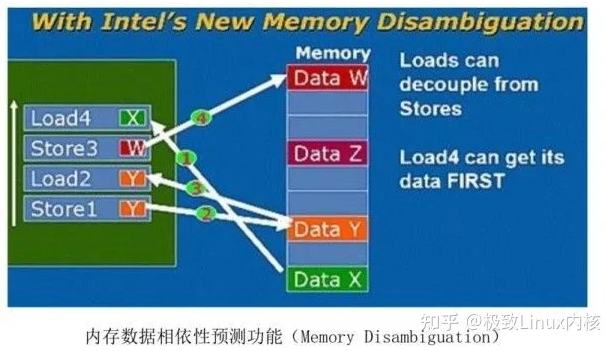 With Intel's New Memory Disambiguation
Memory
Load4 X
Store3 W
Load2 Y
Store1 Y
4
1
3
2
Data W
Data Z
Data Y
Data X
Loads can
decouple from
Stores
Load4 can get its
data FIRST
知乎 @极致Linux内核
内存数据相依性预测功能（Memory Disambiguation）